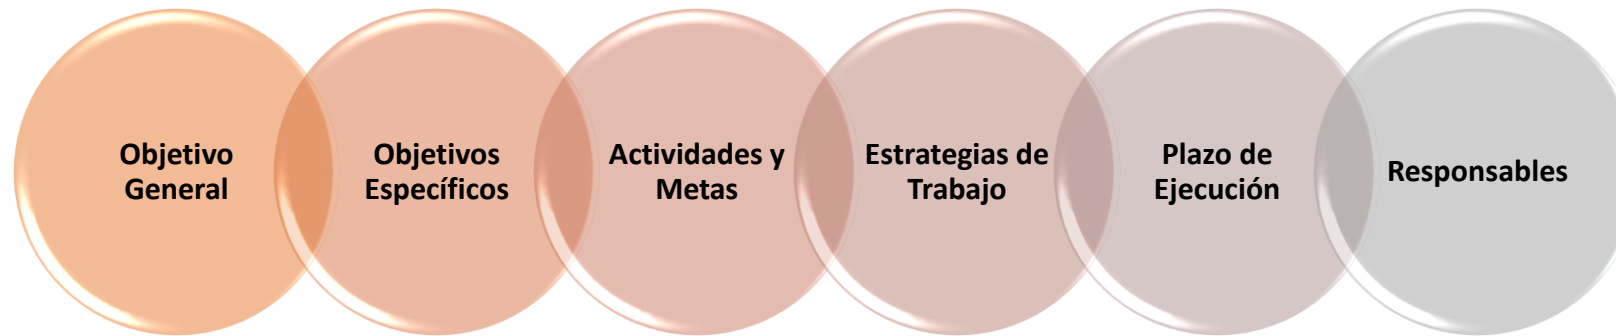 Objetivo
General
Objetivos
Específicos
Actividades y
Metas
Estrategias de
Trabajo
Plazo de
Ejecución
Responsables